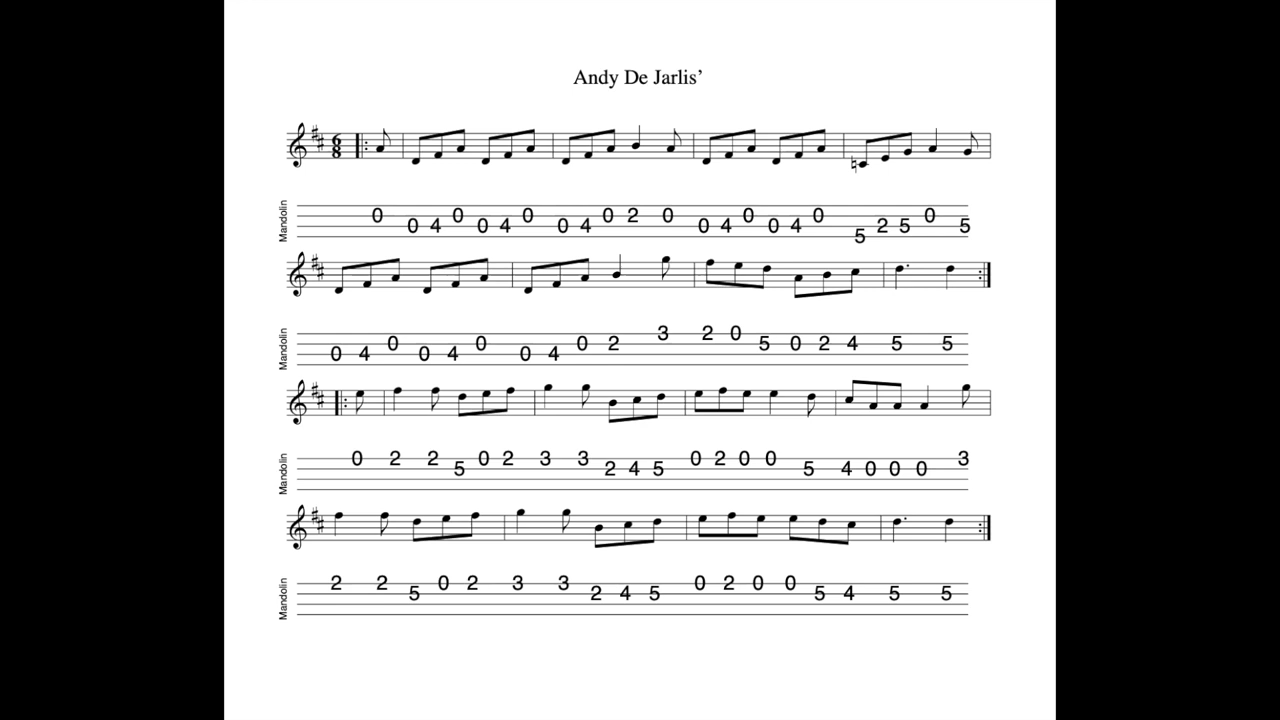 Andy De Jarlis’
6
8
Mandolin
0 0 4 0 0 4 0 0 4 0 2 0 0 4 0 0 4 0 5 2 5 0 5
Mandolin
0 4 0 0 4 0 0 4 0 2 3 2 0 5 0 2 4 5 5
Mandolin
0 2 2 5 0 2 3 3 2 4 5 0 2 0 0 5 4 0 0 0 3
Mandolin
2 2 5 0 2 3 3 2 4 5 0 2 0 0 5 4 5 5